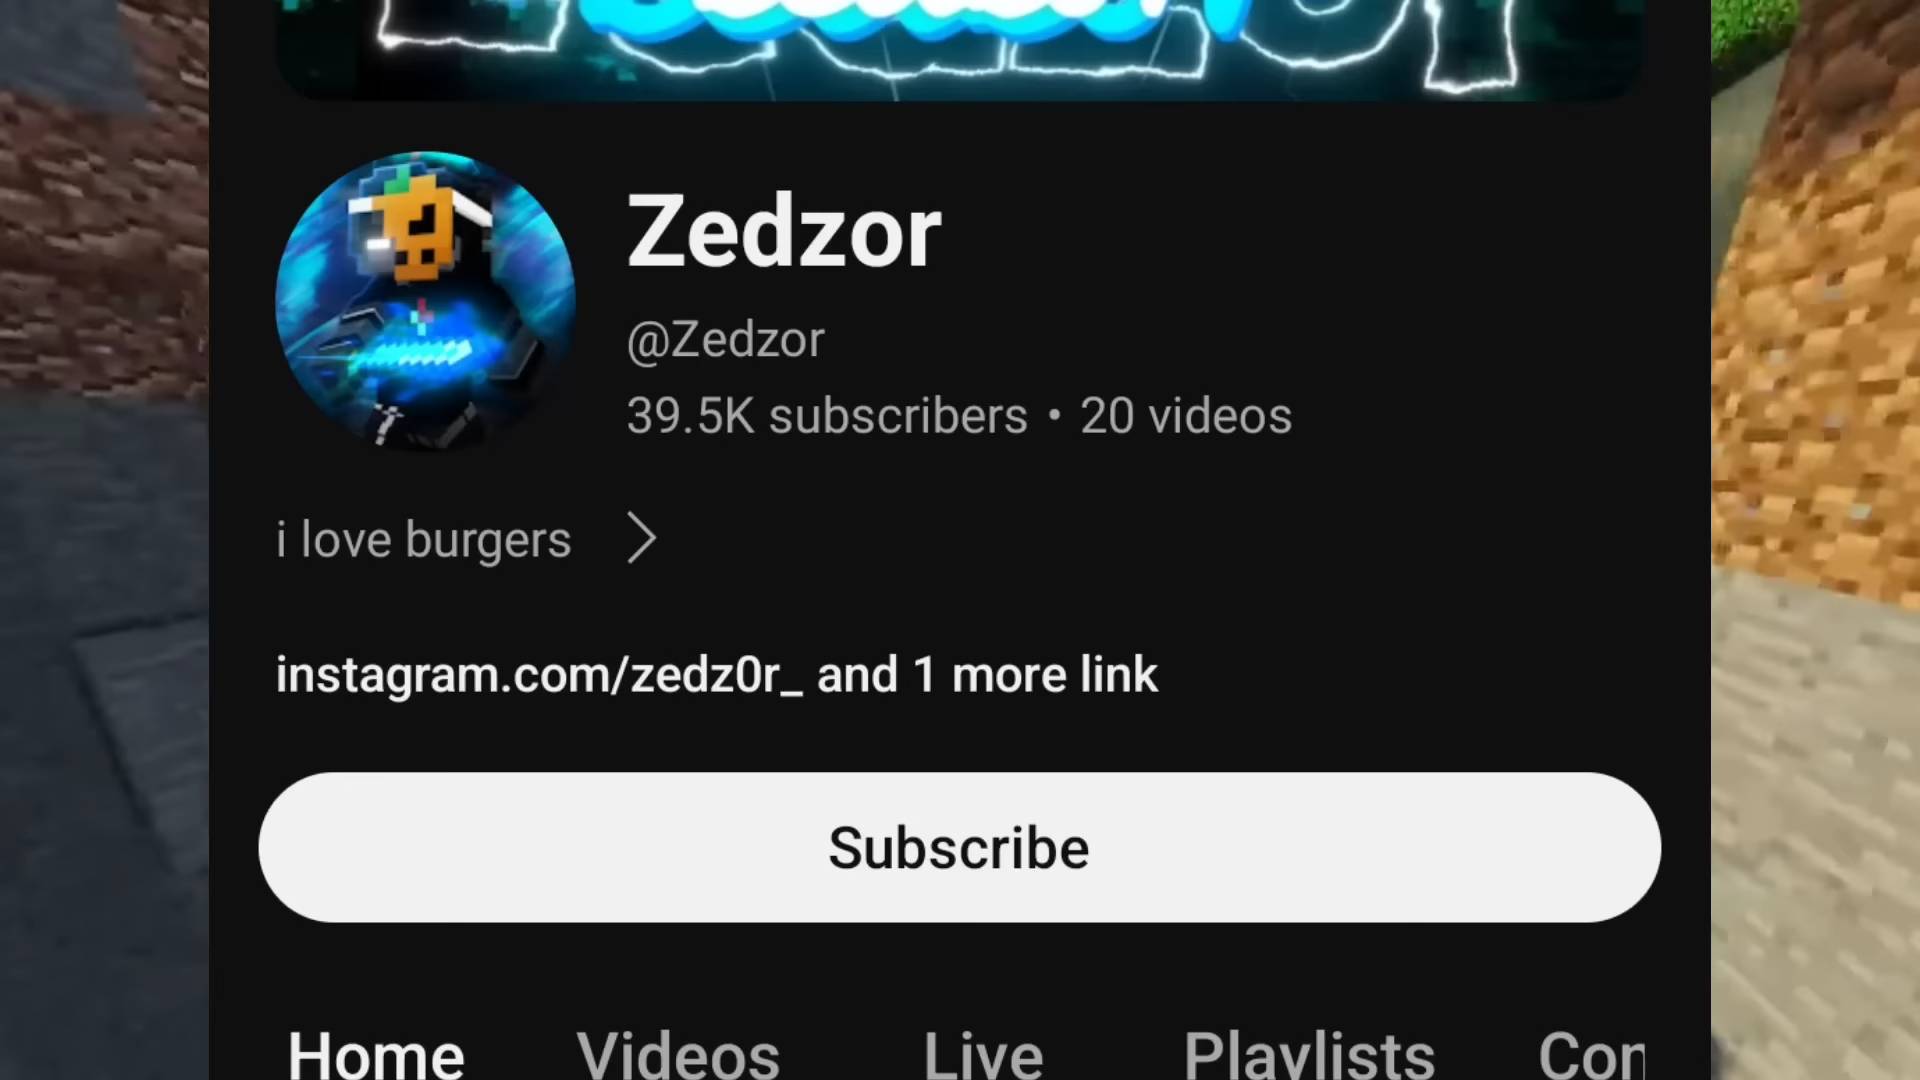 Zedzor
@Zedzor
39.5K subscribers • 20 videos
i love burgers
instagram.com/zedz0r_ and 1 more link
Subscribe
Home Videos Live Playlists